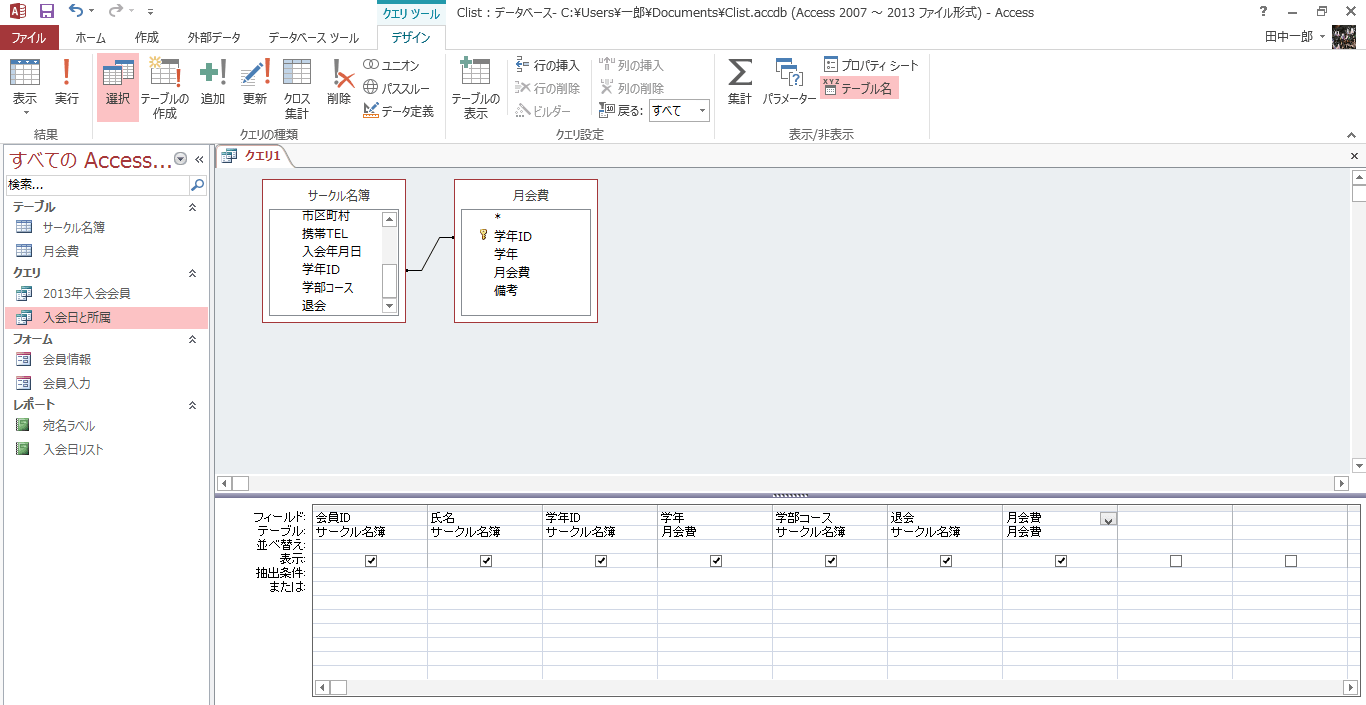 クエリ ツール
Clist : データベース- C:¥Users¥一郎¥Documents¥Clist.accdb (Access 2007 ～ 2013 ファイル形式) - Access
?
ファイル ホーム 作成 外部データ データベース ツール デザイン 田中一郎
表示 実行 選択 テーブルの作成 追加 更新 クロス集計 削除
ユニオン
パススルー
データ定義
テーブルの表示
行の挿入
行の削除
ビルダー
列の挿入
列の削除
戻る: すべて
集計 パラメーター
プロパティ シート
XYZ テーブル名
結果 クエリの種類 クエリ設定 表示/非表示
すべての Access...
検索...
テーブル
サークル名簿
月会費
クエリ
2013年入会会員
入会日と所属
フォーム
会員情報
会員入力
レポート
宛名ラベル
入会日リスト
クエリ1
サークル名簿
市区町村
携帯TEL
入会年月日
学年ID
学部コース
退会
月会費
*
学年ID
学年
月会費
備考
フィールド: 会員ID 氏名 学年ID 学年 学部コース 退会 月会費
テーブル: サークル名簿 サークル名簿 サークル名簿 月会費 サークル名簿 サークル名簿 月会費
並べ替え:
表示:
抽出条件:
または: